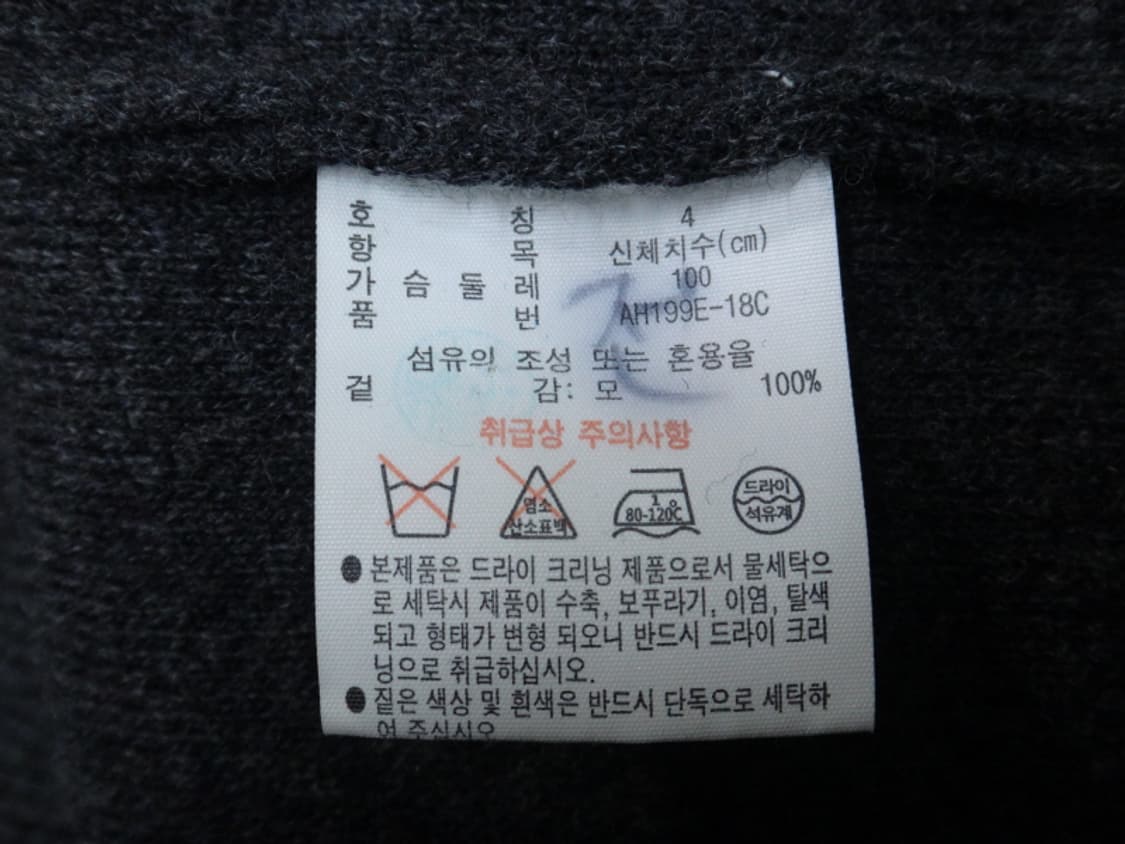 호 칭 4
항 목 신체치수(cm)
가 슴 둘 레 100
품 번 AH199E-18C
섬유의 조성 또는 혼용율
겉 감: 모 100%
취급상 주의사항
염소
산소표백
1
80-120℃
드라이
석유계
● 본제품은 드라이 크리닝 제품으로서 물세탁으
로 세탁시 제품이 수축, 보푸라기, 이염, 탈색
되고 형태가 변형 되오니 반드시 드라이 크리
닝으로 취급하십시오.
● 짙은 색상 및 흰색은 반드시 단독으로 세탁하
여 주십시오